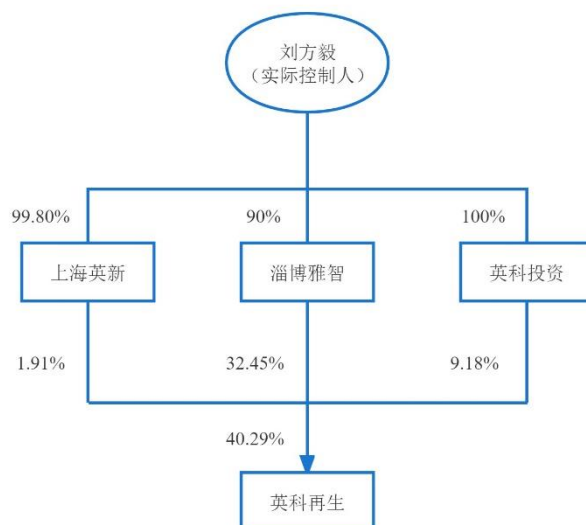 刘方毅
（实际控制人）
99.80%
90%
100%
上海英新
淄博雅智
英科投资
1.91%
32.45%
9.18%
40.29%
英科再生